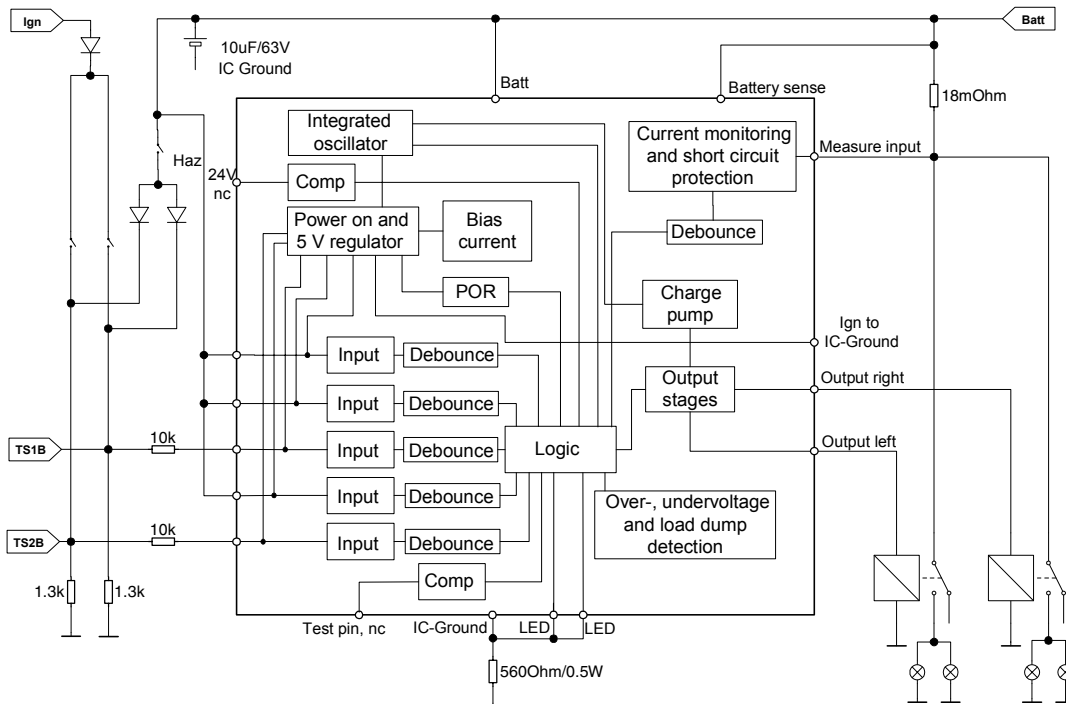 Ign
Batt
10uF/63V
IC Ground
Batt
Battery sense
18mOhm
Integrated
oscillator
Current monitoring
and short circuit
protection
Measure input
Haz
24V
nc
Comp
Power on and
5 V regulator
Bias
current
Debounce
POR
Charge
pump
Ign to
IC-Ground
Input
Debounce
Output
stages
Output right
Input
Debounce
TS1B
10k
Input
Debounce
Logic
Output left
Input
Debounce
Over-, undervoltage
and load dump
detection
TS2B
10k
Input
Debounce
1.3k
1.3k
Comp
Test pin, nc
IC-Ground
LED
LED
560Ohm/0.5W